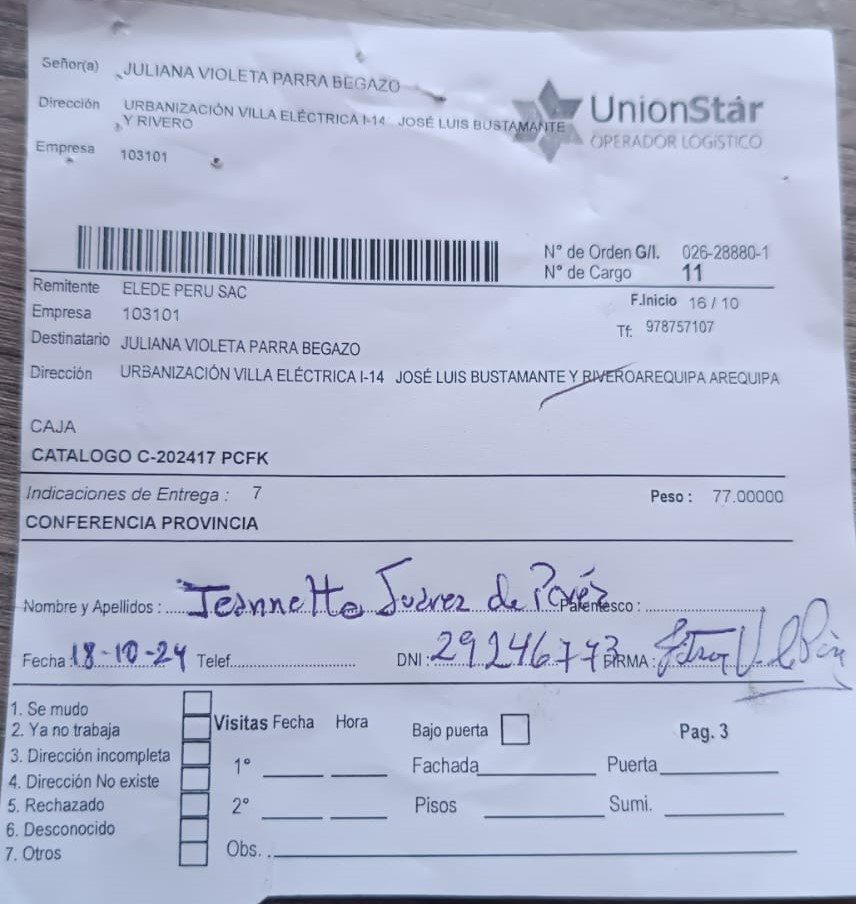 Señor(a) JULIANA VIOLETA PARRA BEGAZO
Dirección URBANIZACIÓN VILLA ELÉCTRICA I-14 JOSÉ LUIS BUSTAMANTE
Y RIVERO
Empresa 103101
UnionStar
OPERADOR LOGÍSTICO
N° de Orden G/I. 026-28880-1
N° de Cargo 11
Remitente ELEDE PERU SAC
F.Inicio 16 / 10
Empresa 103101
Tf: 978757107
Destinatario JULIANA VIOLETA PARRA BEGAZO
Dirección URBANIZACIÓN VILLA ELÉCTRICA I-14 JOSÉ LUIS BUSTAMANTE Y RIVEROAREQUIPA AREQUIPA
CAJA
CATALOGO C-202417 PCFK
Indicaciones de Entrega : 7 Peso : 77.00000
CONFERENCIA PROVINCIA
Nombre y Apellidos : Jeannette Juarez de Parentesco :
Fecha : 18-10-24 Telef. DNI : 29246773 FIRMA :
1. Se mudo
2. Ya no trabaja
3. Dirección incompleta
4. Dirección No existe
5. Rechazado
6. Desconocido
7. Otros
Visitas Fecha Hora Bajo puerta Pag. 3
1° Fachada Puerta
2° Pisos Sumi.
Obs. .